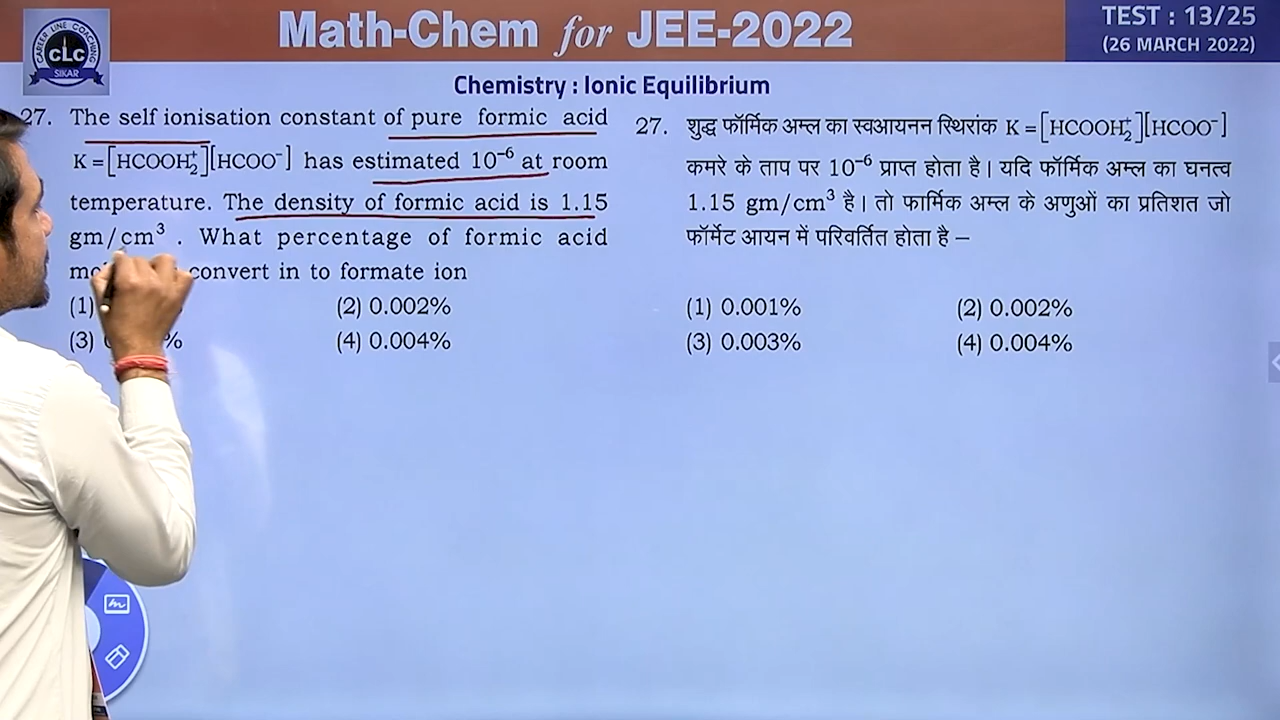 CAREER LINE COACHING
CLC
SIKAR
Math-Chem for JEE-2022
TEST : 13/25
(26 MARCH 2022)
Chemistry : Ionic Equilibrium
27. The self ionisation constant of pure formic acid
K=[HCOOH₂⁺][HCOO⁻] has estimated 10⁻⁶ at room
temperature. The density of formic acid is 1.15
gm/cm³ . What percentage of formic acid
convert in to formate ion
(1) (2) 0.002%
(3) (4) 0.004%
27. शुद्ध फॉर्मिक अम्ल का स्वआयनन स्थिरांक K=[HCOOH₂⁺][HCOO⁻]
कमरे के ताप पर 10⁻⁶ प्राप्त होता है। यदि फॉर्मिक अम्ल का घनत्व
1.15 gm/cm³ है। तो फार्मिक अम्ल के अणुओं का प्रतिशत जो
फॉर्मेट आयन में परिवर्तित होता है –
(1) 0.001% (2) 0.002%
(3) 0.003% (4) 0.004%